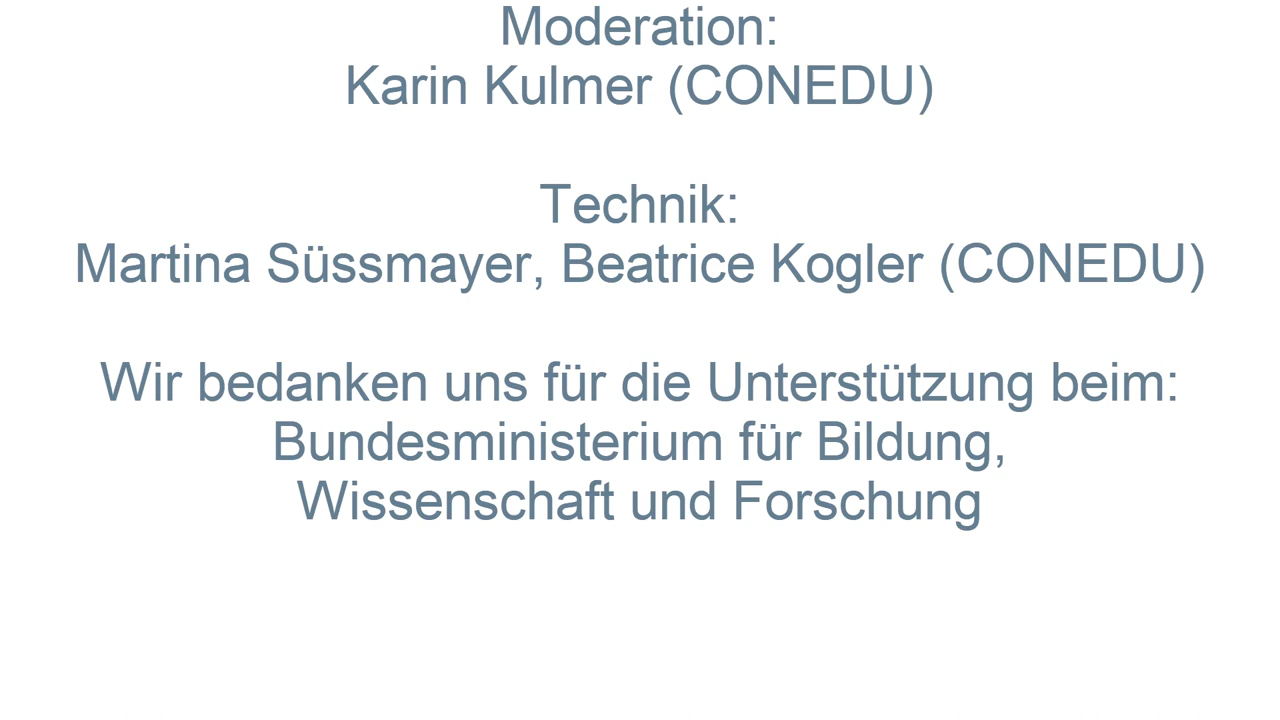 Moderation:
Karin Kulmer (CONEDU)
Technik:
Martina Süssmayer, Beatrice Kogler (CONEDU)
Wir bedanken uns für die Unterstützung beim:
Bundesministerium für Bildung,
Wissenschaft und Forschung